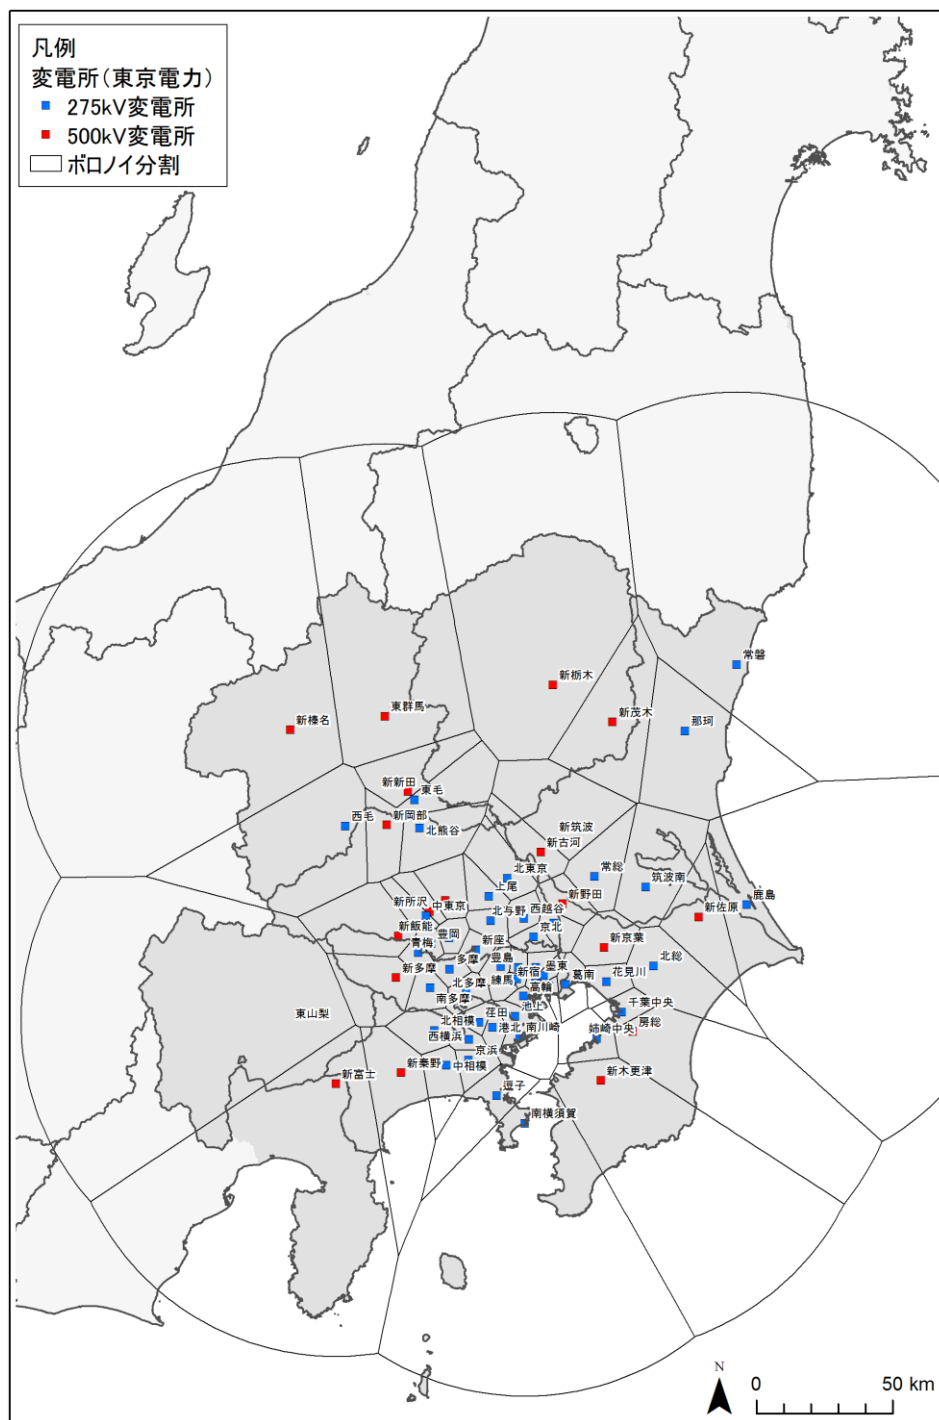 凡例
変電所(東京電力)
275kV変電所
500kV変電所
ボロノイ分割
常磐
新栃木
東群馬
新茂木
新榛名
那珂
新新田
東毛
西毛
新岡部
北熊谷
新筑波
新古河
北東京
常総
上尾
筑波南
新所沢
中東京
新野田
鹿島
北与野
西越谷
新佐原
新飯能
豊岡
京北
青梅
新座
新京葉
多摩
豊島
北総
新多摩
新宿
墨東
北多摩
練馬
葛南
花見川
南多摩
高輪
千葉中央
東山梨
荏田
池上
北相模
房総
港北
南川崎
姉崎中央
西横浜
京浜
新秦野
中相模
新富士
新木更津
逗子
南横須賀
N
0
50 km